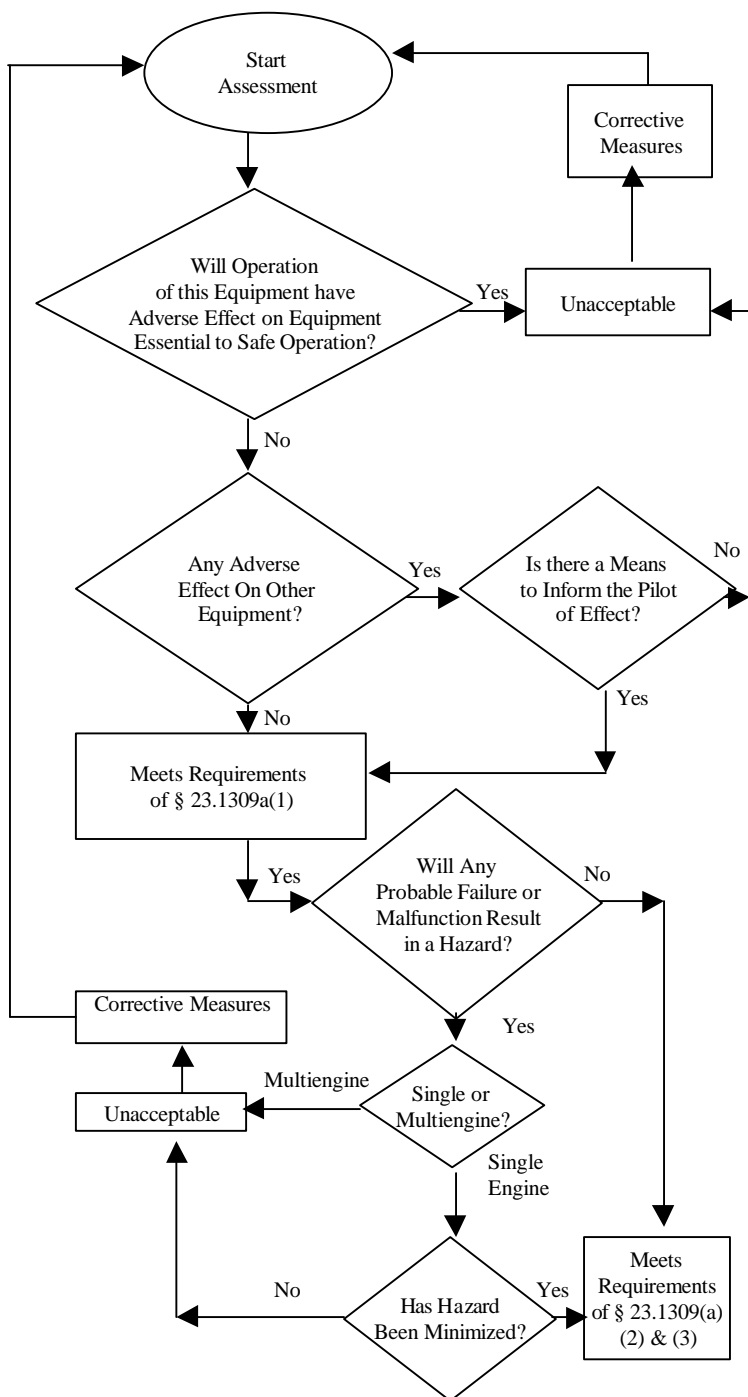 Start
Assessment
Corrective
Measures
Will Operation
of this Equipment have
Adverse Effect on Equipment
Essential to Safe Operation?
Yes
Unacceptable
No
Any Adverse
Effect On Other
Equipment?
Yes
Is there a Means
to Inform the Pilot
of Effect?
No
Yes
No
Meets Requirements
of § 23.1309a(1)
Yes
Will Any
Probable Failure or
Malfunction Result
in a Hazard?
No
Corrective Measures
Yes
Multiengine
Single or
Multiengine?
Unacceptable
Single
Engine
No
Has Hazard
Been Minimized?
Yes
Meets
Requirements
of § 23.1309(a)
(2) & (3)